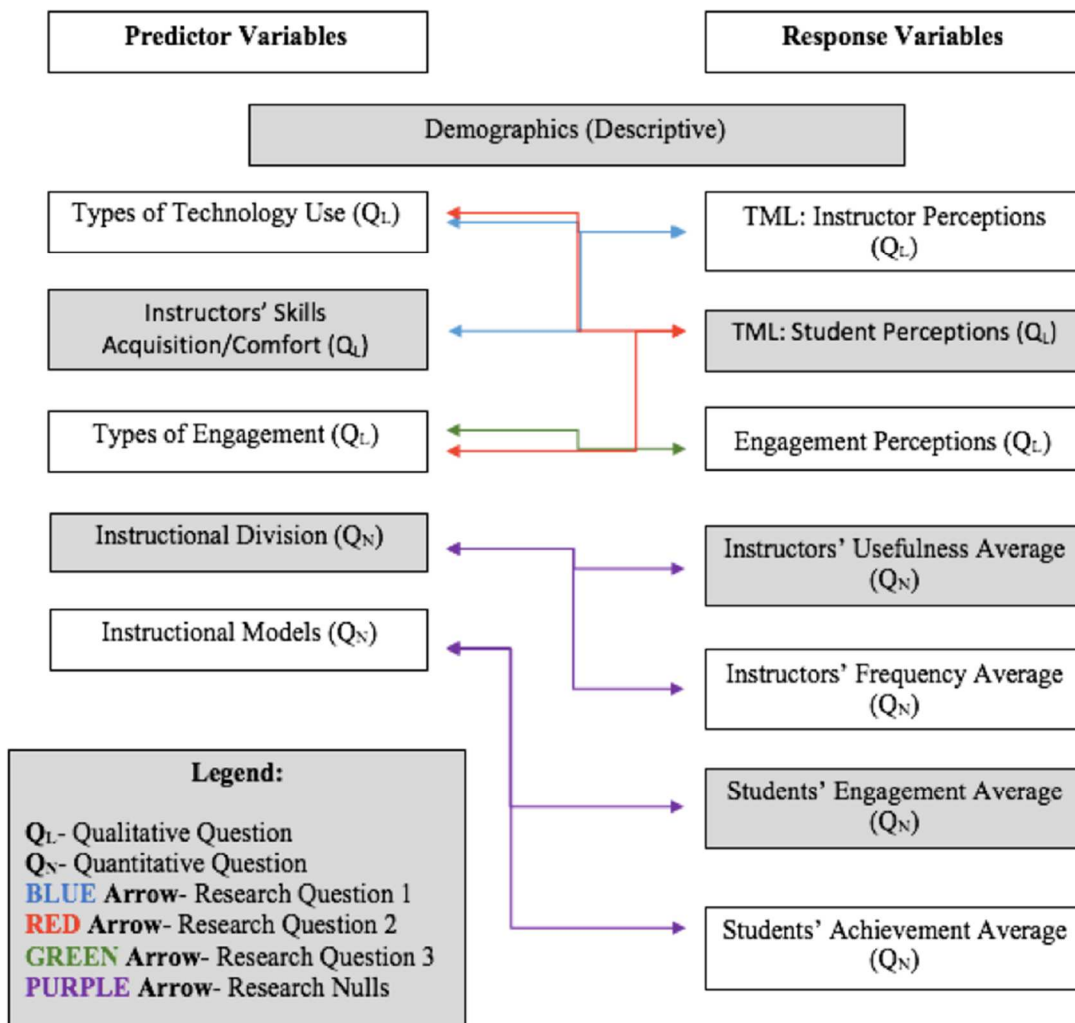 Predictor Variables
Response Variables
Demographics (Descriptive)
Types of Technology Use (QL)
TML: Instructor Perceptions
(QL)
Instructors’ Skills
Acquisition/Comfort (QL)
TML: Student Perceptions (QL)
Types of Engagement (QL)
Engagement Perceptions (QL)
Instructional Division (QN)
Instructors’ Usefulness Average
(QN)
Instructional Models (QN)
Instructors’ Frequency Average
(QN)
Students’ Engagement Average
(QN)
Students’ Achievement Average
(QN)
Legend:
QL- Qualitative Question
QN- Quantitative Question
BLUE Arrow- Research Question 1
RED Arrow- Research Question 2
GREEN Arrow- Research Question 3
PURPLE Arrow- Research Nulls